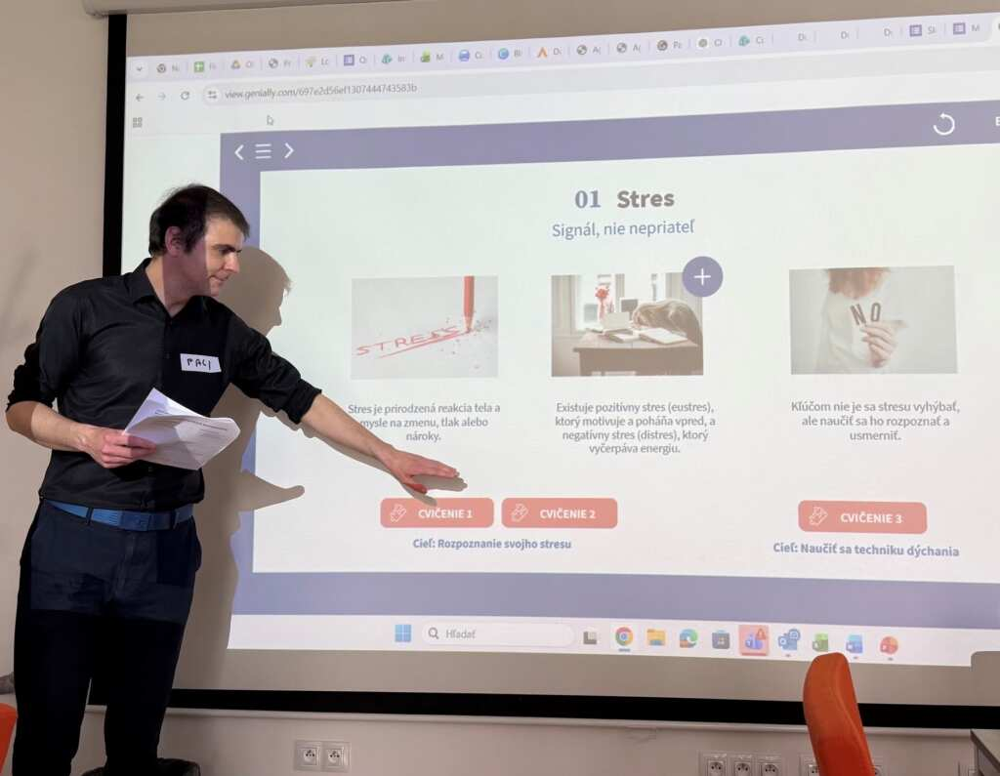 view.genially.com/697e2d56ef1307444743583b
01 Stres
Signál, nie nepriateľ
STRESS
NO
Stres je prirodzená reakcia tela a
mysle na zmenu, tlak alebo
nároky.
Existuje pozitívny stres (eustres),
ktorý motivuje a poháňa vpred, a
negatívny stres (distres), ktorý
vyčerpáva energiu.
Kľúčom nie je sa stresu vyhýbať,
ale naučiť sa ho rozpoznať a
usmerniť.
CVIČENIE 1
CVIČENIE 2
CVIČENIE 3
Cieľ: Rozpoznanie svojho stresu
Cieľ: Naučiť sa techniku dýchania
Hľadať